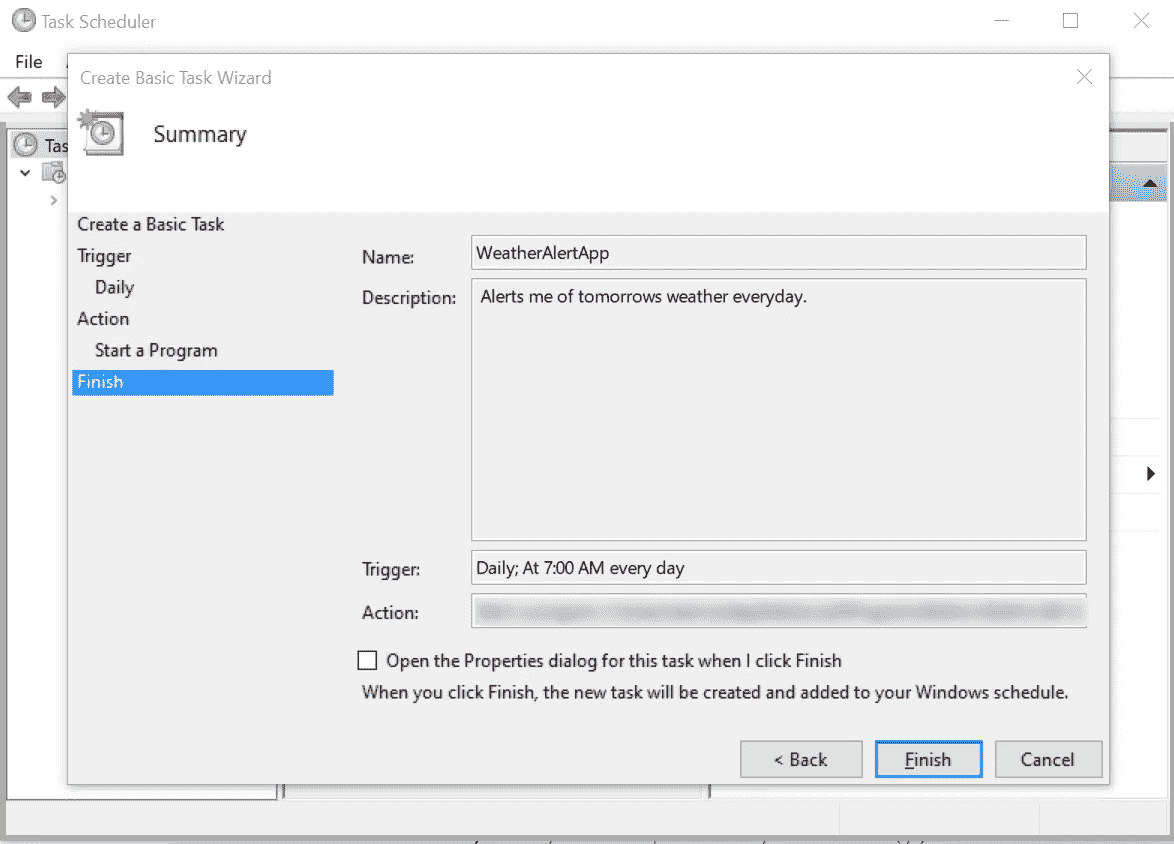 Task Scheduler
File
Create Basic Task Wizard
Summary
Create a Basic Task
Trigger
Daily
Action
Start a Program
Finish
Name:
WeatherAlertApp
Description:
Alerts me of tomorrows weather everyday.
Trigger:
Daily; At 7:00 AM every day
Action:
Open the Properties dialog for this task when I click Finish
When you click Finish, the new task will be created and added to your Windows schedule.
< Back
Finish
Cancel